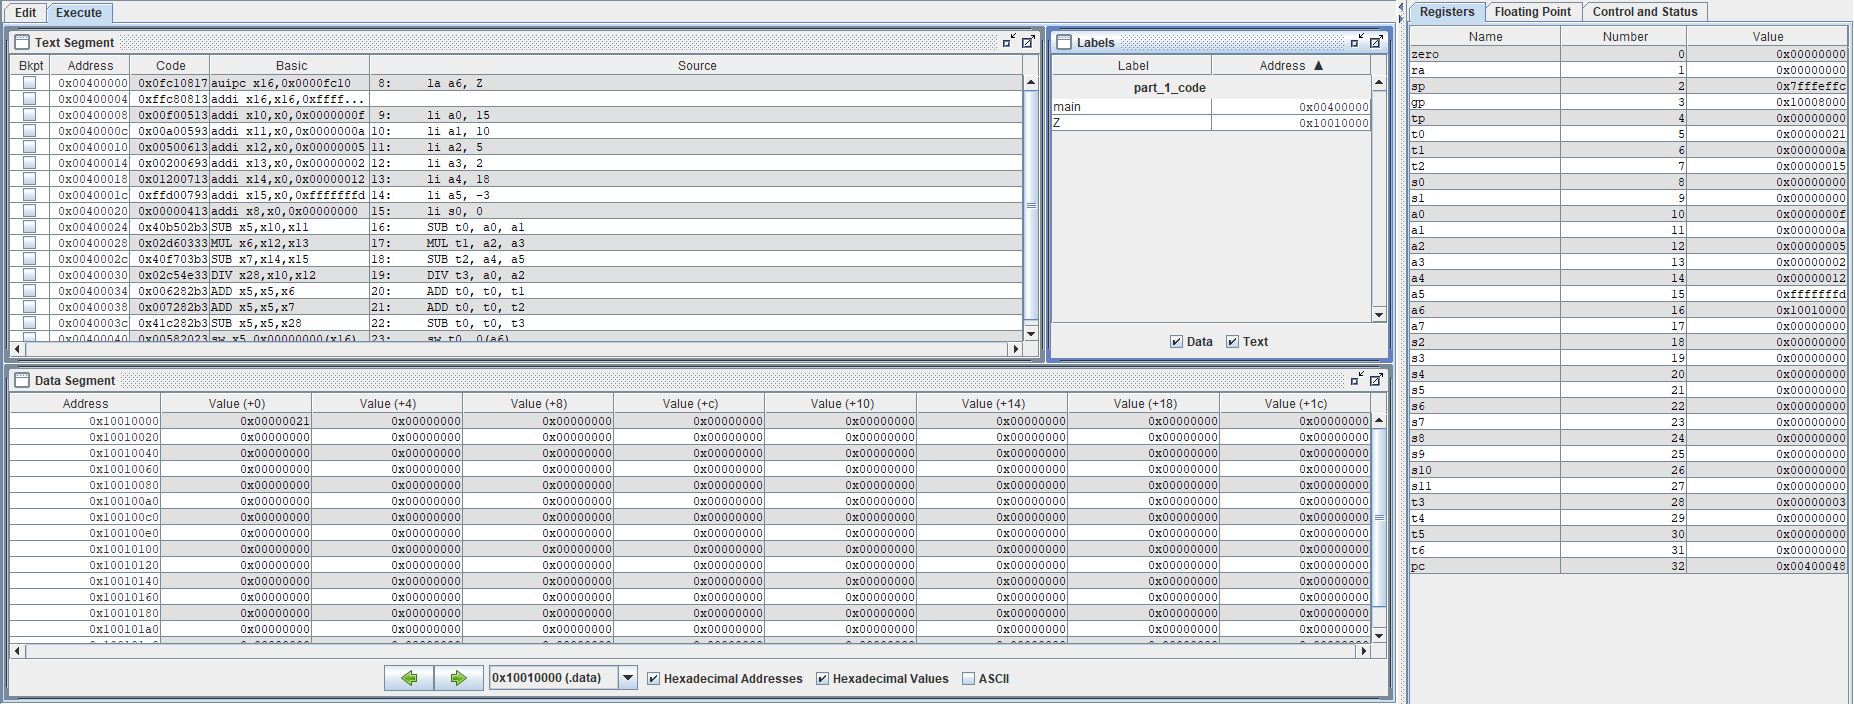 Edit Execute
Text Segment
Bkpt Address Code Basic Source
0x00400000 0x0fc10817 auipc x16,0x0000fc10 8: la a6, Z
0x00400004 0xffc80813 addi x16,x16,0xffff...
0x00400008 0x00f00513 addi x10,x0,0x0000000f 9: li a0, 15
0x0040000c 0x00a00593 addi x11,x0,0x0000000a 10: li a1, 10
0x00400010 0x00500613 addi x12,x0,0x00000005 11: li a2, 5
0x00400014 0x00200693 addi x13,x0,0x00000002 12: li a3, 2
0x00400018 0x01200713 addi x14,x0,0x00000012 13: li a4, 18
0x0040001c 0xffd00793 addi x15,x0,0xfffffffd 14: li a5, -3
0x00400020 0x00000413 addi x8,x0,0x00000000 15: li s0, 0
0x00400024 0x40b502b3 SUB x5,x10,x11 16: SUB t0, a0, a1
0x00400028 0x02d60333 MUL x6,x12,x13 17: MUL t1, a2, a3
0x0040002c 0x40f703b3 SUB x7,x14,x15 18: SUB t2, a4, a5
0x00400030 0x02c54e33 DIV x28,x10,x12 19: DIV t3, a0, a2
0x00400034 0x006282b3 ADD x5,x5,x6 20: ADD t0, t0, t1
0x00400038 0x007282b3 ADD x5,x5,x7 21: ADD t0, t0, t2
0x0040003c 0x41c282b3 SUB x5,x5,x28 22: SUB t0, t0, t3
0x00400040 0x00582023 sw x5,0x00000000(x16) 23: sw t0, 0(a6)
Labels
Label Address ▲
part_1_code
main 0x00400000
Z 0x10010000
Data Text
Data Segment
Address Value (+0) Value (+4) Value (+8) Value (+c) Value (+10) Value (+14) Value (+18) Value (+1c)
0x10010000 0x00000021 0x00000000 0x00000000 0x00000000 0x00000000 0x00000000 0x00000000 0x00000000
0x10010020 0x00000000 0x00000000 0x00000000 0x00000000 0x00000000 0x00000000 0x00000000 0x00000000
0x10010040 0x00000000 0x00000000 0x00000000 0x00000000 0x00000000 0x00000000 0x00000000 0x00000000
0x10010060 0x00000000 0x00000000 0x00000000 0x00000000 0x00000000 0x00000000 0x00000000 0x00000000
0x10010080 0x00000000 0x00000000 0x00000000 0x00000000 0x00000000 0x00000000 0x00000000 0x00000000
0x100100a0 0x00000000 0x00000000 0x00000000 0x00000000 0x00000000 0x00000000 0x00000000 0x00000000
0x100100c0 0x00000000 0x00000000 0x00000000 0x00000000 0x00000000 0x00000000 0x00000000 0x00000000
0x100100e0 0x00000000 0x00000000 0x00000000 0x00000000 0x00000000 0x00000000 0x00000000 0x00000000
0x10010100 0x00000000 0x00000000 0x00000000 0x00000000 0x00000000 0x00000000 0x00000000 0x00000000
0x10010120 0x00000000 0x00000000 0x00000000 0x00000000 0x00000000 0x00000000 0x00000000 0x00000000
0x10010140 0x00000000 0x00000000 0x00000000 0x00000000 0x00000000 0x00000000 0x00000000 0x00000000
0x10010160 0x00000000 0x00000000 0x00000000 0x00000000 0x00000000 0x00000000 0x00000000 0x00000000
0x10010180 0x00000000 0x00000000 0x00000000 0x00000000 0x00000000 0x00000000 0x00000000 0x00000000
0x100101a0 0x00000000 0x00000000 0x00000000 0x00000000 0x00000000 0x00000000 0x00000000 0x00000000
0x10010000 (.data) Hexadecimal Addresses Hexadecimal Values ASCII
Registers Floating Point Control and Status
Name Number Value
zero 0 0x00000000
ra 1 0x00000000
sp 2 0x7fffeffc
gp 3 0x10008000
tp 4 0x00000000
t0 5 0x00000021
t1 6 0x0000000a
t2 7 0x00000015
s0 8 0x00000000
s1 9 0x00000000
a0 10 0x0000000f
a1 11 0x0000000a
a2 12 0x00000005
a3 13 0x00000002
a4 14 0x00000012
a5 15 0xfffffffd
a6 16 0x10010000
a7 17 0x00000000
s2 18 0x00000000
s3 19 0x00000000
s4 20 0x00000000
s5 21 0x00000000
s6 22 0x00000000
s7 23 0x00000000
s8 24 0x00000000
s9 25 0x00000000
s10 26 0x00000000
s11 27 0x00000000
t3 28 0x00000003
t4 29 0x00000000
t5 30 0x00000000
t6 31 0x00000000
pc 32 0x00400048